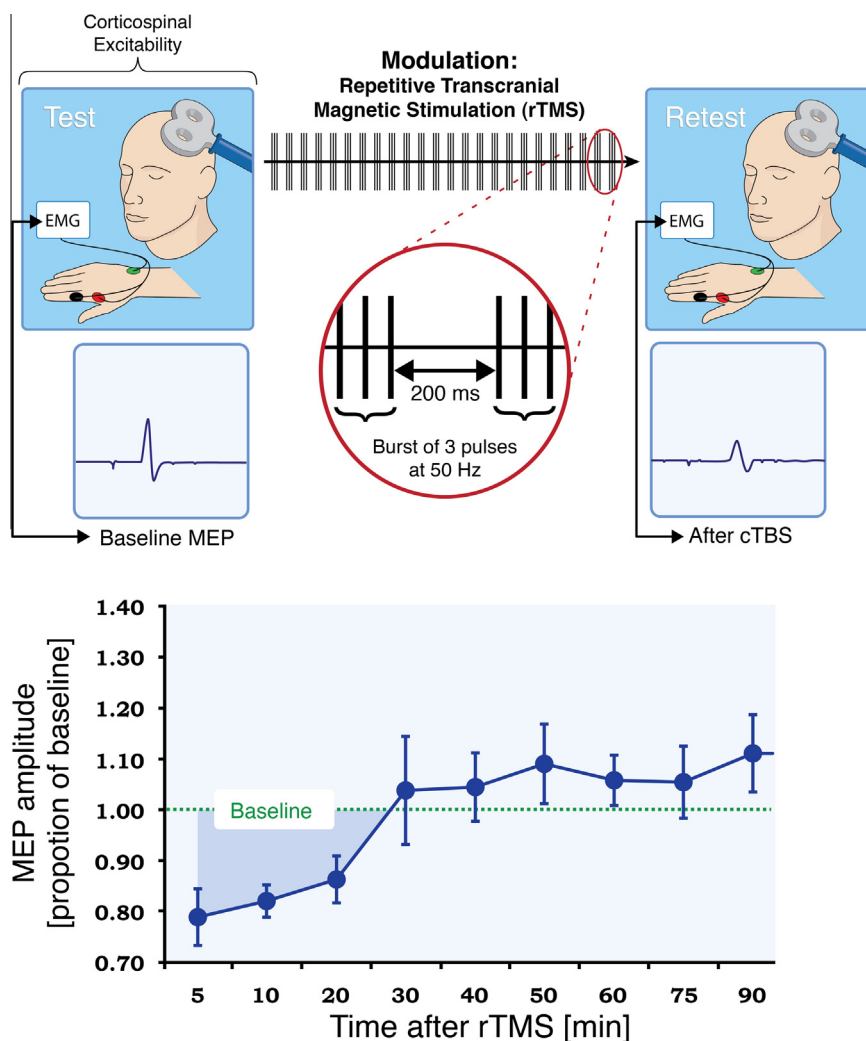 Corticospinal
Excitability
Modulation:
Repetitive Transcranial
Magnetic Stimulation (rTMS)
Test
Retest
EMG
EMG
200 ms
Burst of 3 pulses
at 50 Hz
Baseline MEP
After cTBS
MEP amplitude
[propotion of baseline]
1.40
1.30
1.20
1.10
1.00
0.90
0.80
0.70
Baseline
5 10 20 30 40 50 60 75 90
Time after rTMS [min]